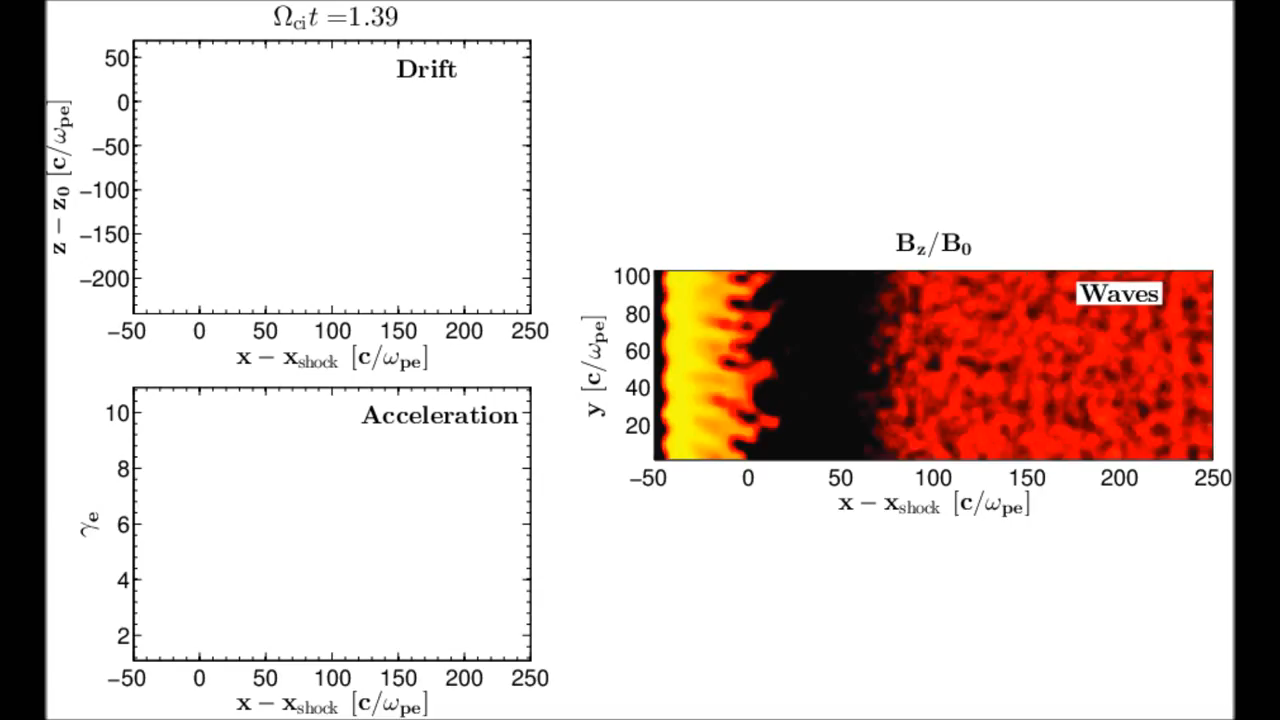 Ω_ci t =1.39
Drift
50
0
−50
−100
−150
−200
z − z_0 [c/ω_pe]
−50 0 50 100 150 200 250
x − x_shock [c/ω_pe]
Acceleration
10
8
6
4
2
γ_e
−50 0 50 100 150 200 250
x − x_shock [c/ω_pe]
B_z/B_0
Waves
100
80
60
40
20
y [c/ω_pe]
−50 0 50 100 150 200 250
x − x_shock [c/ω_pe]